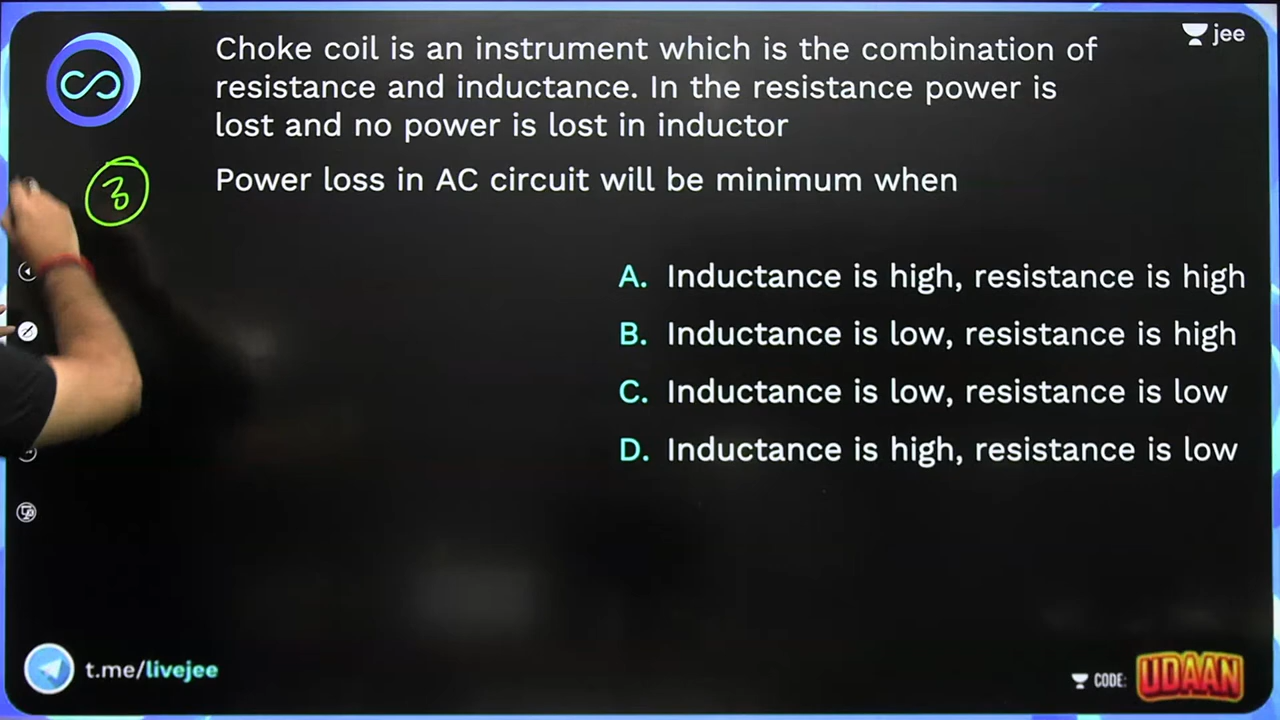 jee
Choke coil is an instrument which is the combination of
resistance and inductance. In the resistance power is
lost and no power is lost in inductor
3
Power loss in AC circuit will be minimum when
A. Inductance is high, resistance is high
B. Inductance is low, resistance is high
C. Inductance is low, resistance is low
D. Inductance is high, resistance is low
t.me/livejee
CODE: UDAAN